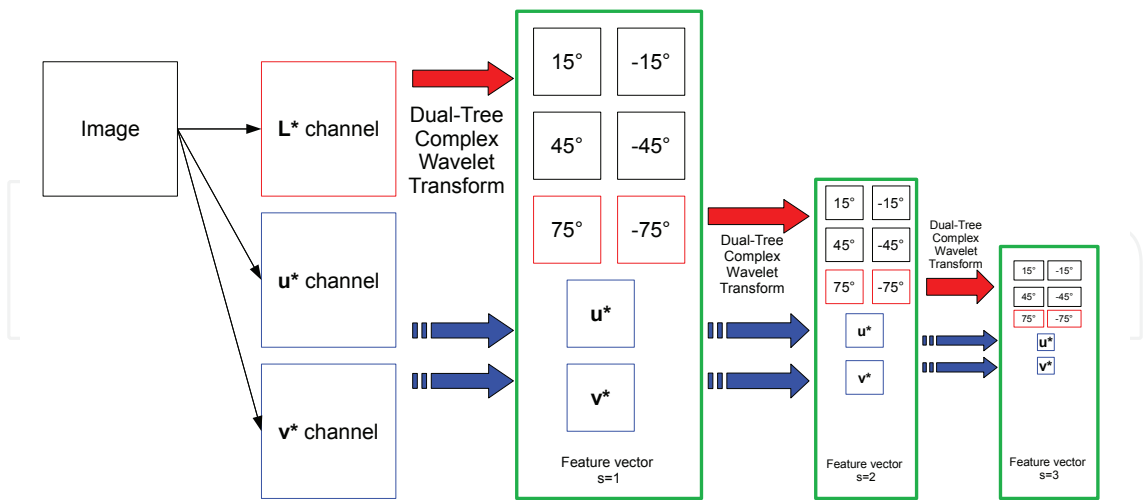 Image
L* channel
u* channel
v* channel
Dual-Tree
Complex
Wavelet
Transform
15° -15°
45° -45°
75° -75°
u*
v*
Feature vector
s=1
Dual-Tree
Complex
Wavelet
Transform
15° -15°
45° -45°
75° -75°
u*
v*
Feature vector
s=2
Dual-Tree
Complex
Wavelet
Transform
15° -15°
45° -45°
75° -75°
u*
v*
Feature vector
s=3